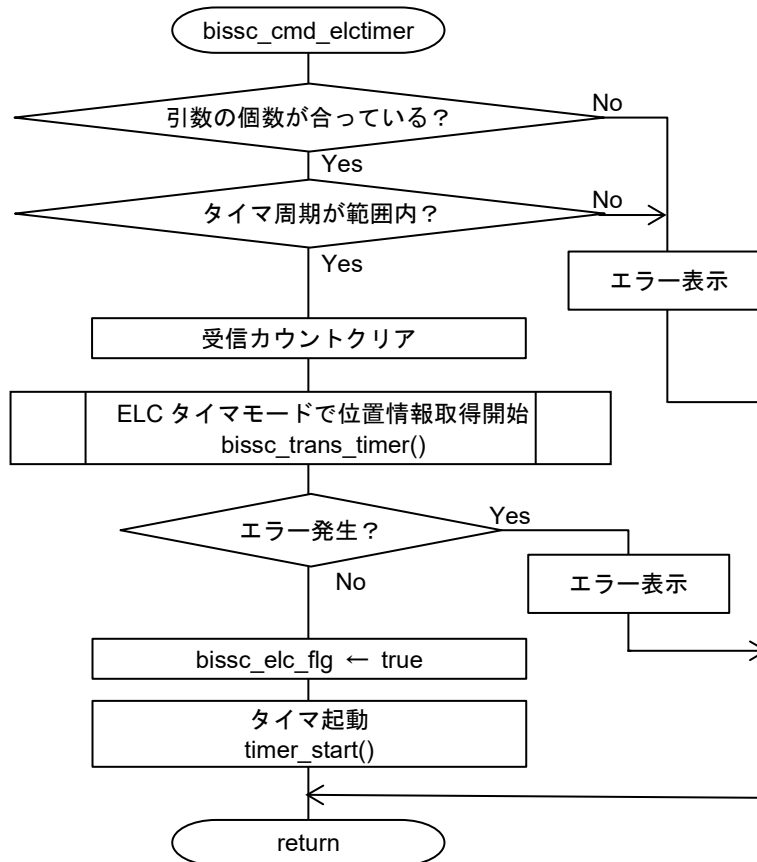 bissc_cmd_elctimer
引数の個数が合っている？
No
Yes
タイマ周期が範囲内？
No
Yes
エラー表示
受信カウントクリア
ELC タイマモードで位置情報取得開始
bissc_trans_timer()
エラー発生？
Yes
No
エラー表示
bissc_elc_flg ← true
タイマ起動
timer_start()
return